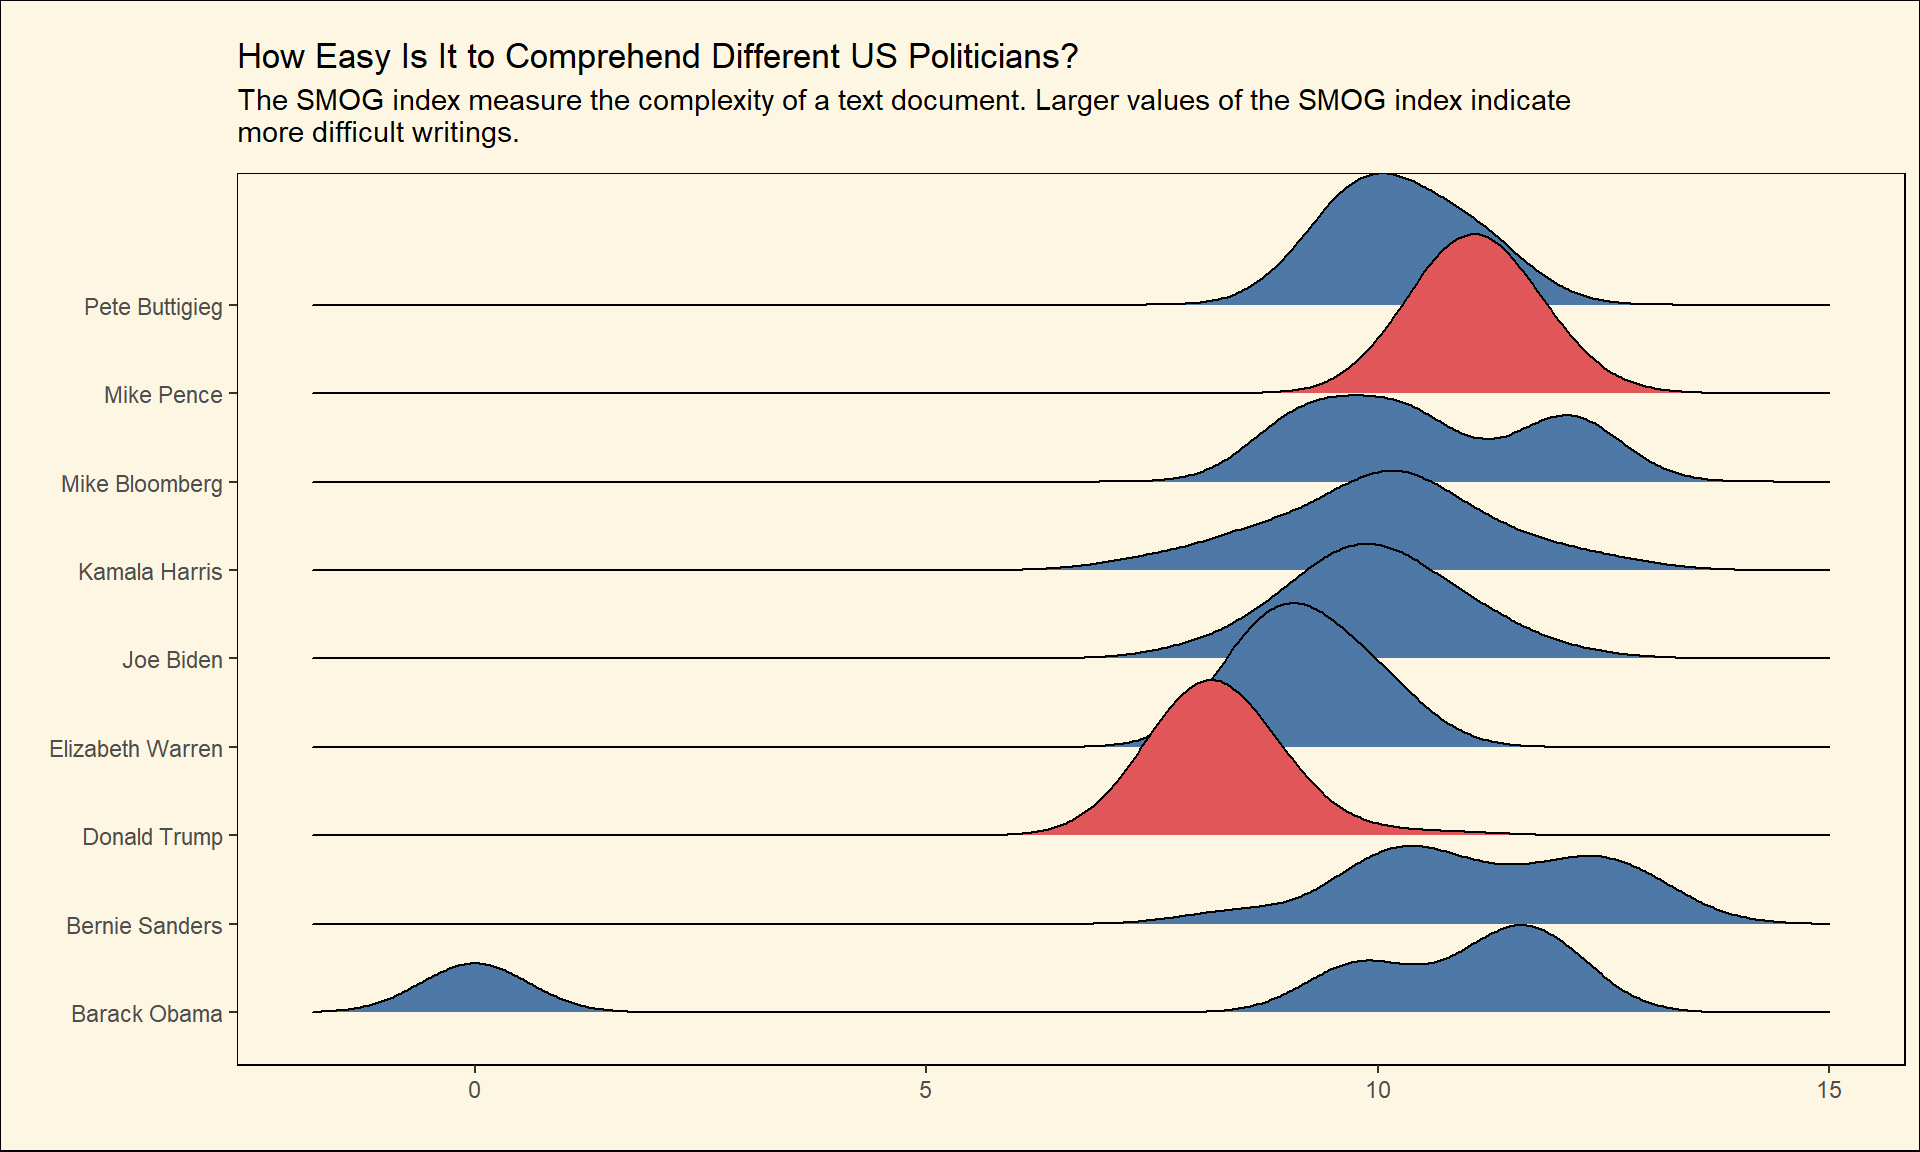 How Easy Is It to Comprehend Different US Politicians?
The SMOG index measure the complexity of a text document. Larger values of the SMOG index indicate
more difficult writings.
Pete Buttigieg
Mike Pence
Mike Bloomberg
Kamala Harris
Joe Biden
Elizabeth Warren
Donald Trump
Bernie Sanders
Barack Obama
0 5 10 15